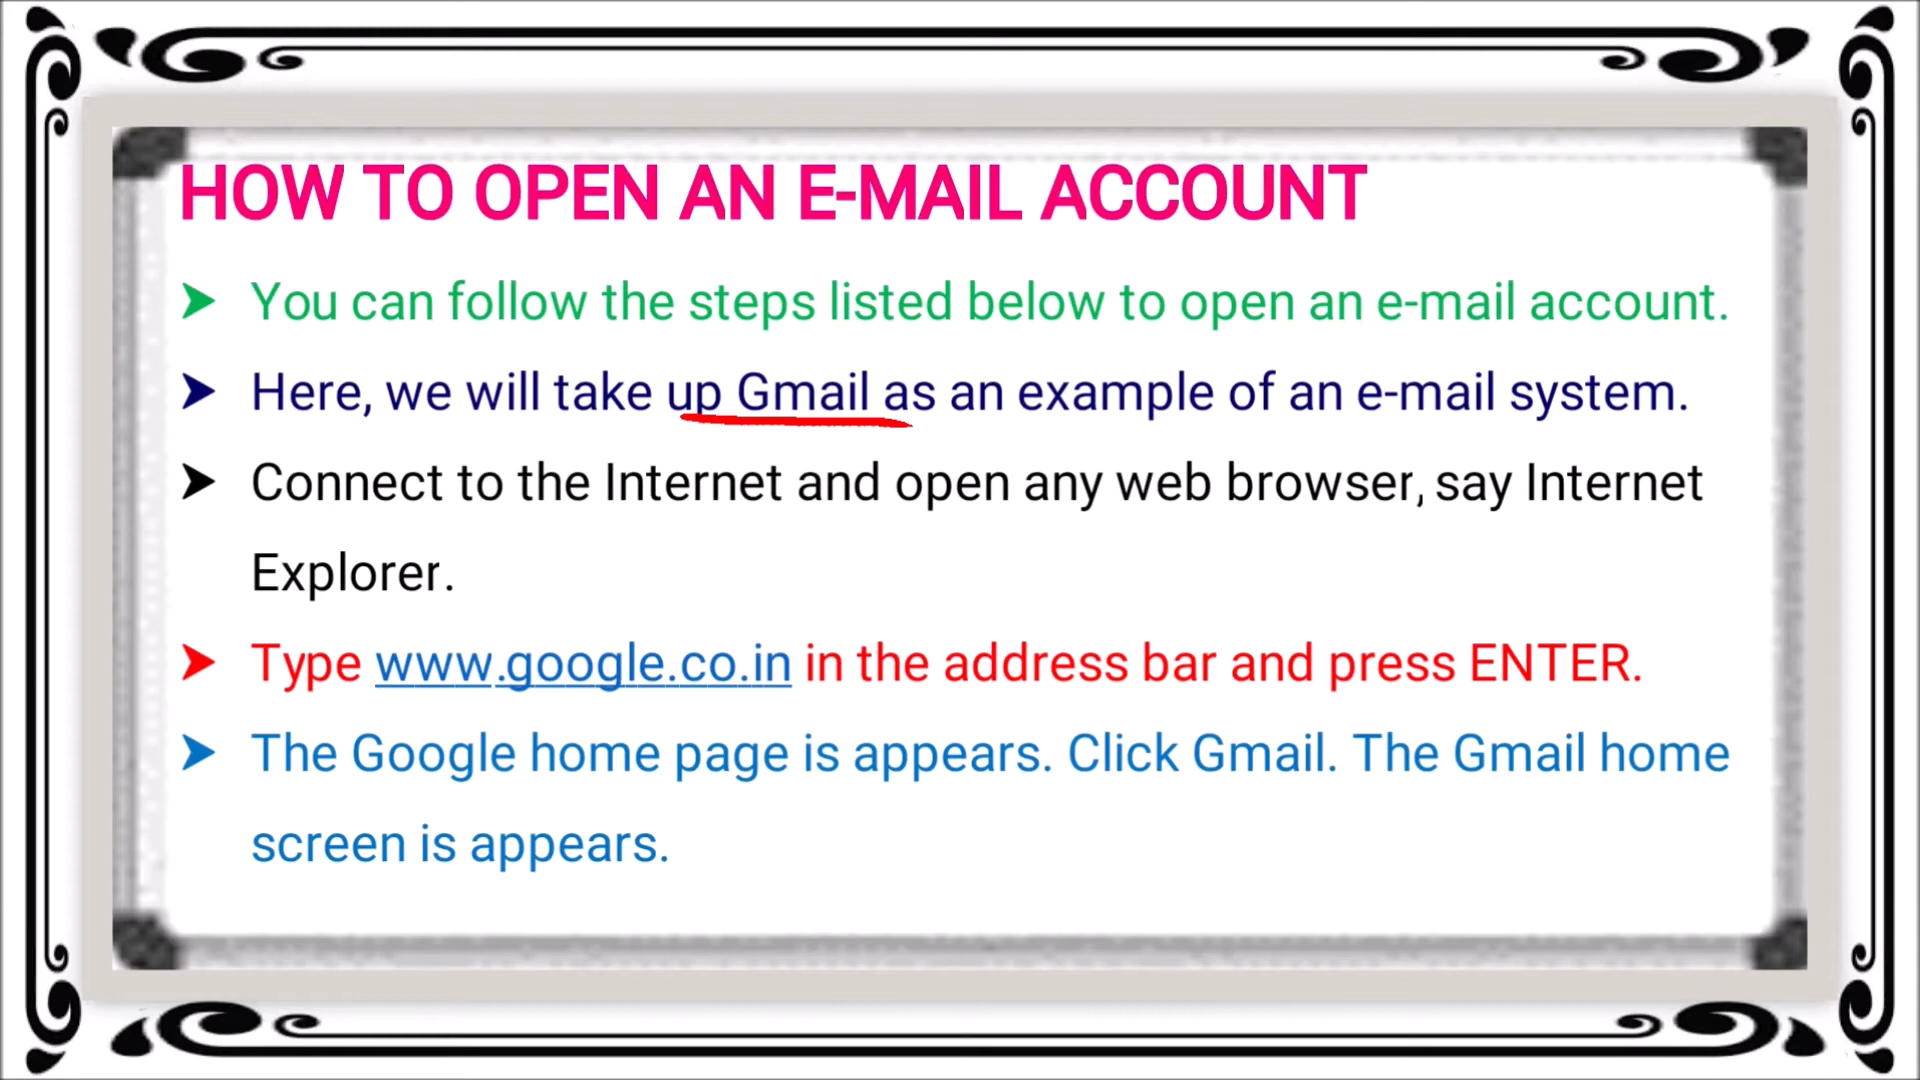 HOW TO OPEN AN E-MAIL ACCOUNT
You can follow the steps listed below to open an e-mail account.
Here, we will take up Gmail as an example of an e-mail system.
Connect to the Internet and open any web browser, say Internet
Explorer.
Type www.google.co.in in the address bar and press ENTER.
The Google home page is appears. Click Gmail. The Gmail home
screen is appears.